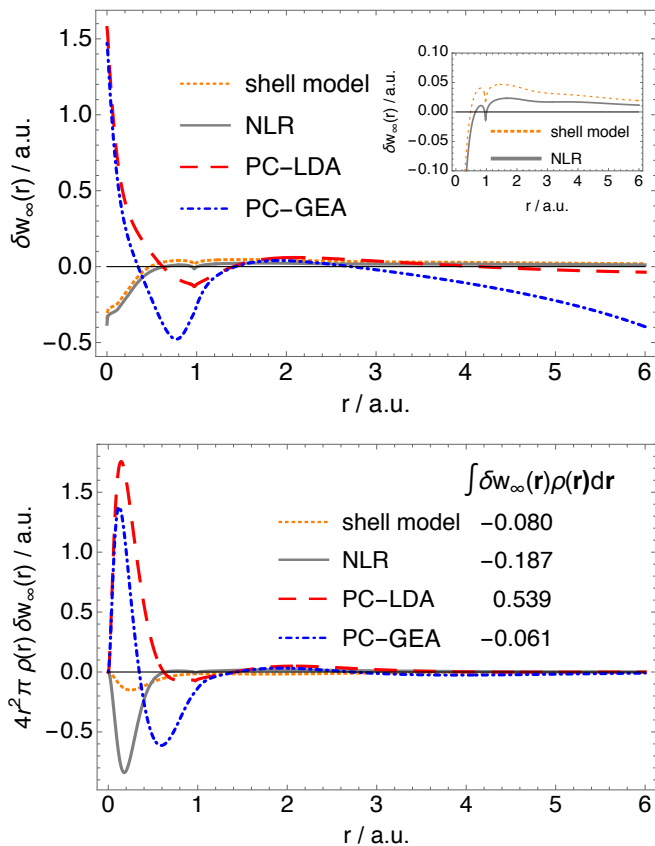 1.5
1.0
0.5
0.0
−0.5
δw∞(r) / a.u.
shell model
NLR
PC−LDA
PC−GEA
0.10
0.05
0.00
−0.05
−0.10
δw∞(r) / a.u.
shell model
NLR
0 1 2 3 4 5 6
r / a.u.
0 1 2 3 4 5 6
r / a.u.
1.5
1.0
0.5
0.0
−0.5
4r²π ρ(r) δw∞(r) / a.u.
∫δw∞(r)ρ(r)dr
shell model −0.080
NLR −0.187
PC−LDA 0.539
PC−GEA −0.061
0 1 2 3 4 5 6
r / a.u.